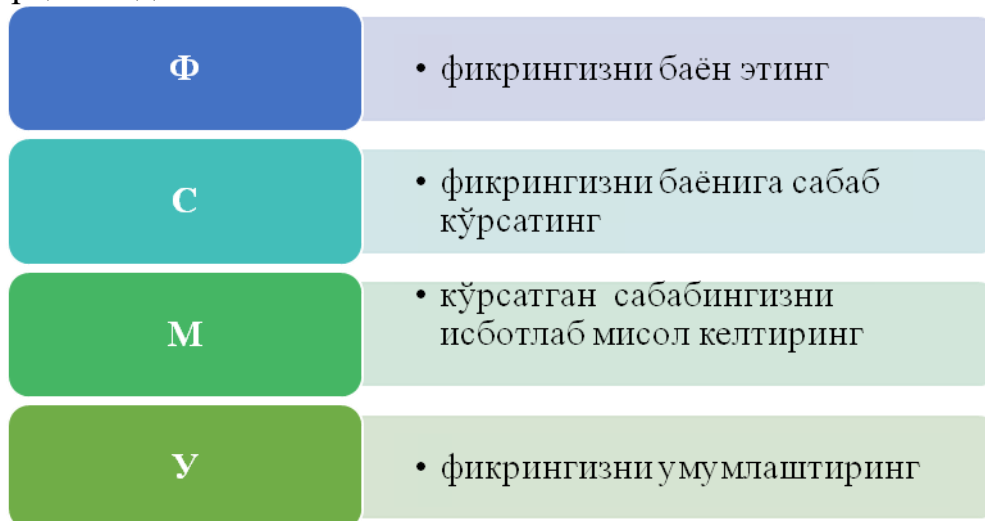 Ф
• фикрингизни баён этинг
С
• фикрингизни баёнига сабаб
кўрсатинг
М
• кўрсатган сабабингизни
исботлаб мисол келтиринг
У
• фикрингизни умумлаштиринг